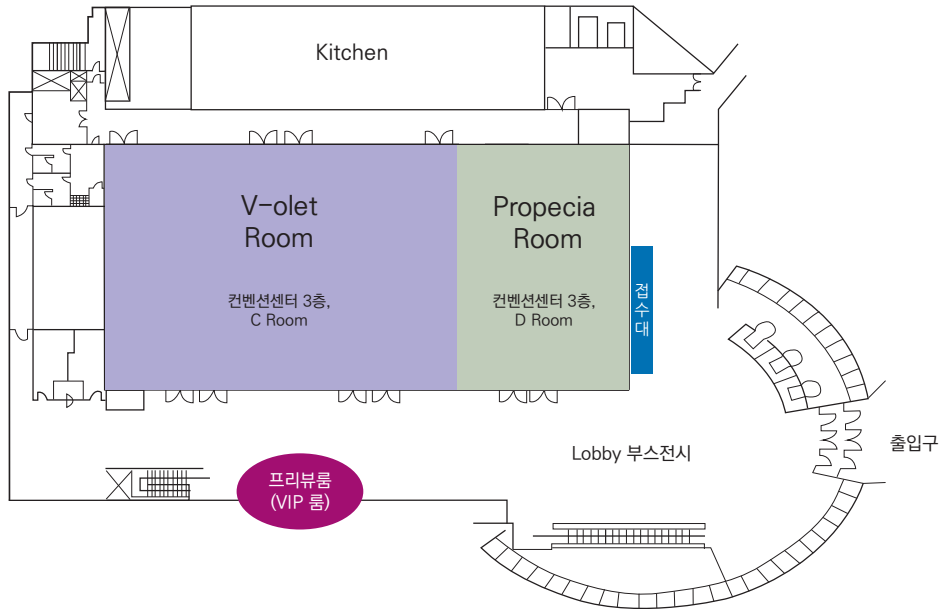 Kitchen
V-olet
Room
컨벤션센터 3층,
C Room
Propecia
Room
컨벤션센터 3층,
D Room
접수대
Lobby 부스전시
출입구
프리뷰룸
(VIP 룸)